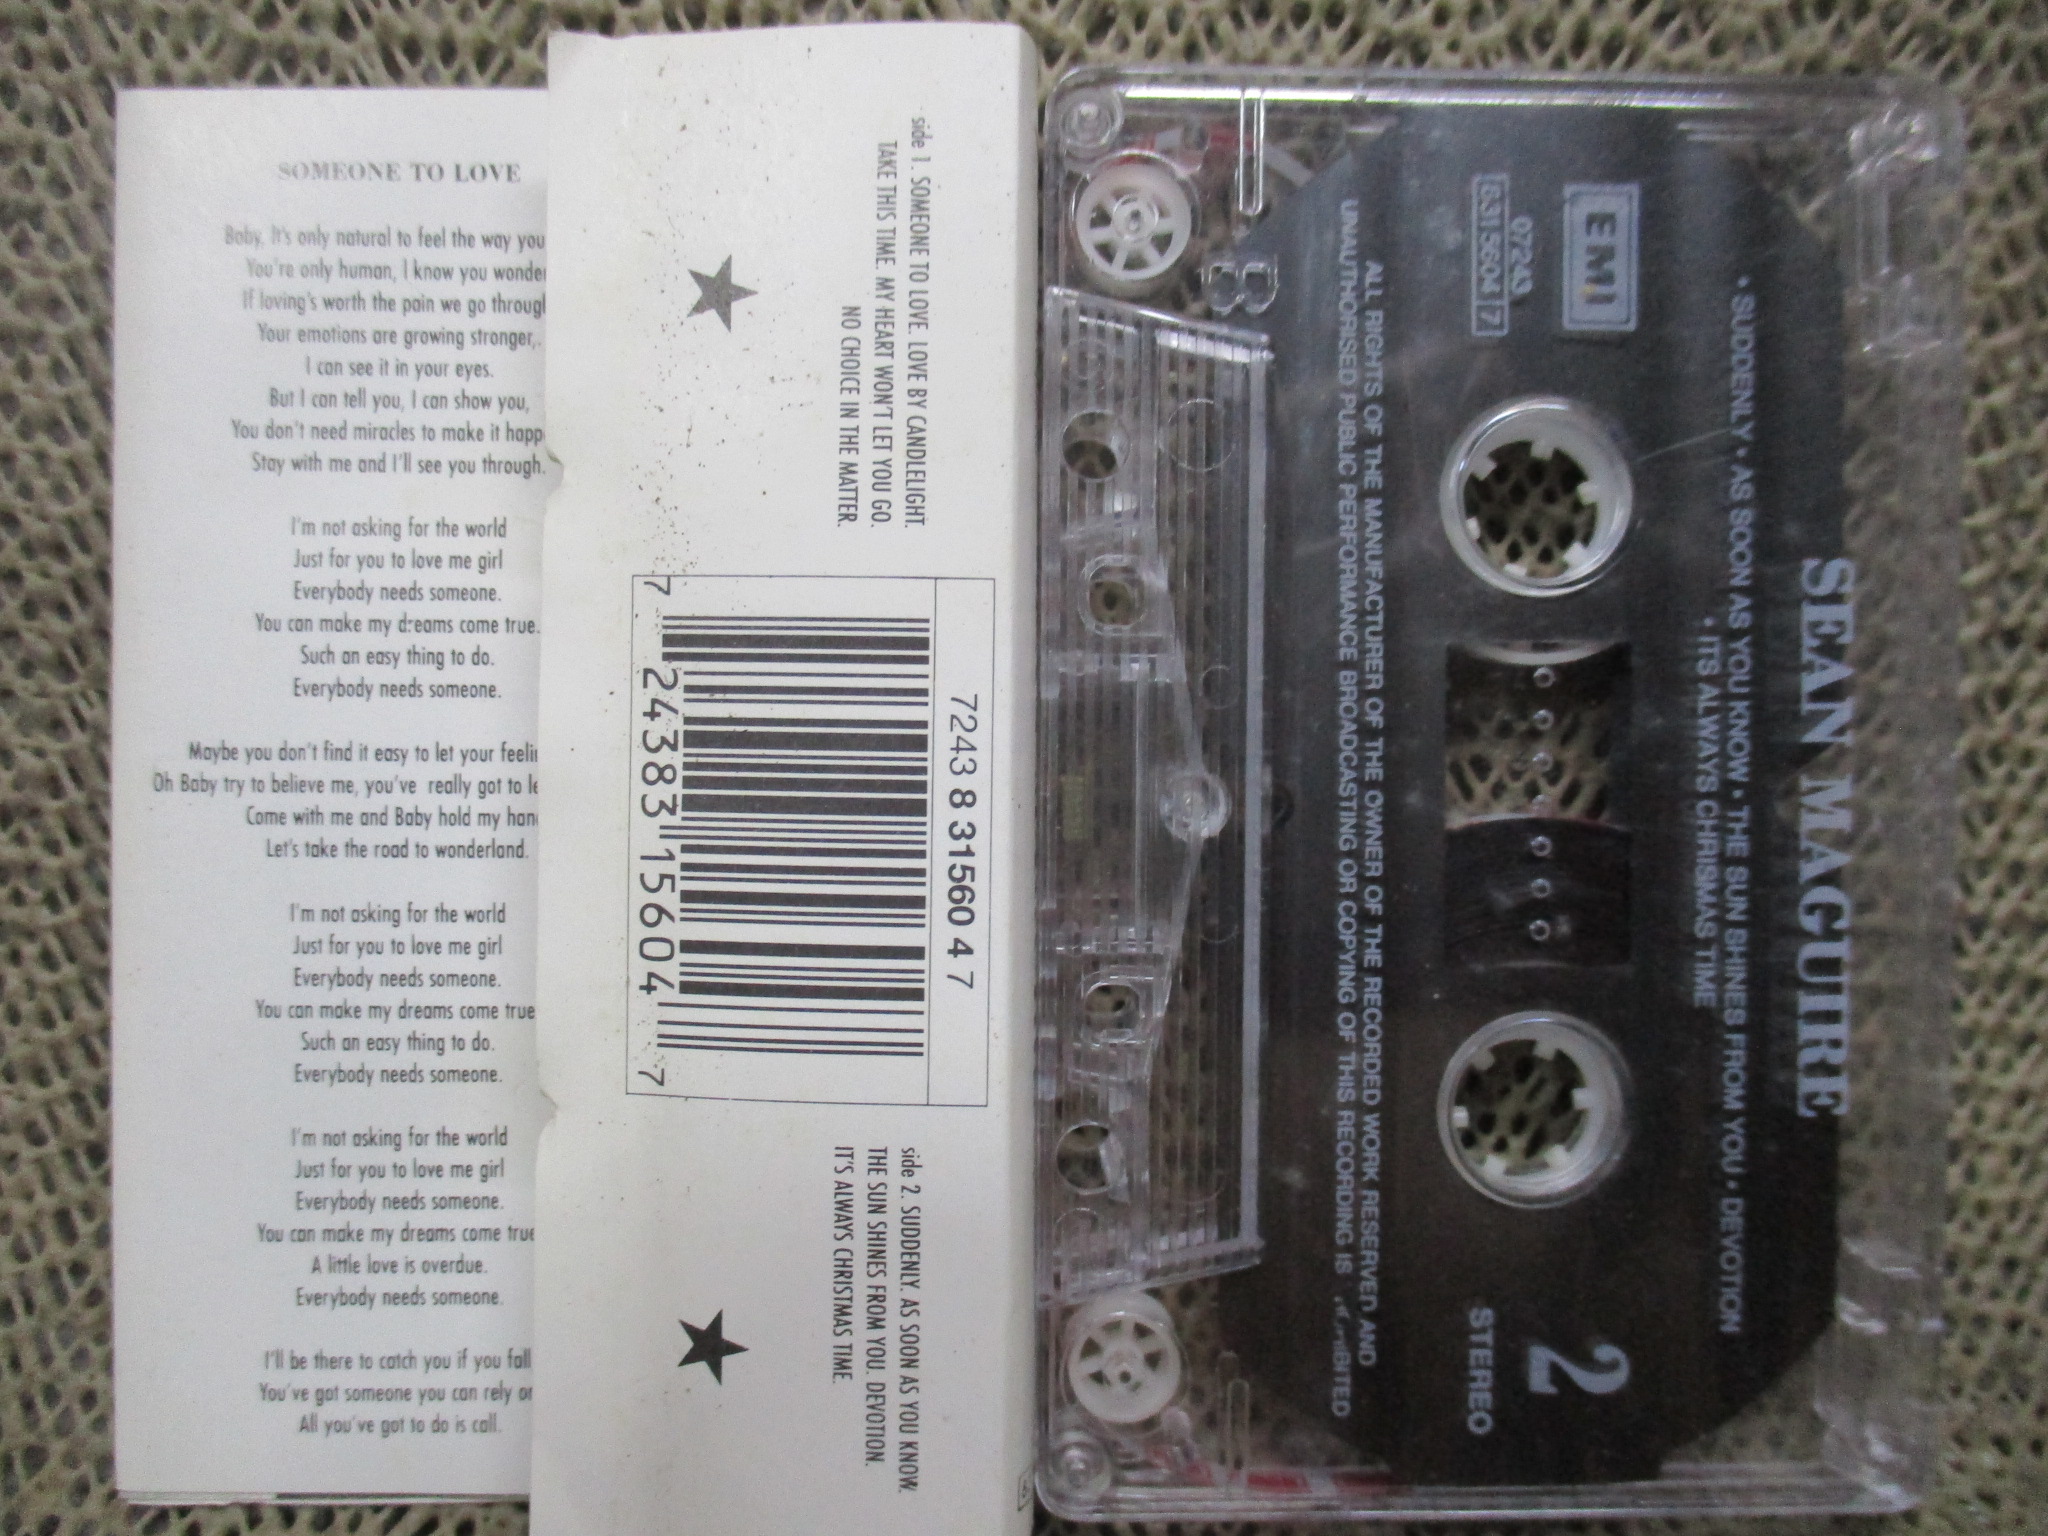 SOMEONE TO LOVE
Baby, it's only natural to feel the way you
You're only human, I know you wonder
If loving's worth the pain we go through
Your emotions are growing stronger,
I can see it in your eyes.
But I can tell you, I can show you,
You don't need miracles to make it happ
Stay with me and I'll see you through.
I'm not asking for the world
Just for you to love me girl
Everybody needs someone.
You can make my dreams come true.
Such an easy thing to do.
Everybody needs someone.
Maybe you don't find it easy to let your feelin
Oh Baby try to believe me, you've really got to le
Come with me and Baby hold my han
Let's take the road to wonderland.
I'm not asking for the world
Just for you to love me girl
Everybody needs someone.
You can make my dreams come true
Such an easy thing to do.
Everybody needs someone.
I'm not asking for the world
Just for you to love me girl
Everybody needs someone.
You can make my dreams come true
A little love is overdue.
Everybody needs someone.
I'll be there to catch you if you fall
You've got someone you can rely on
All you've got to do is call.
side 1. SOMEONE TO LOVE. LOVE BY CANDLELIGHT.
TAKE THIS TIME. MY HEART WON'T LET YOU GO.
NO CHOICE IN THE MATTER.
7243 8 31560 4 7
7 24383 15604 7
side 2. SUDDENLY. AS SOON AS YOU KNOW.
THE SUN SHINES FROM YOU. DEVOTION.
IT'S ALWAYS CHRISTMAS TIME.
SEAN MAGUIRE
• SUDDENLY • AS SOON AS YOU KNOW • THE SUN SHINES FROM YOU • DEVOTION
• ITS ALWAYS CHRISMAS TIME
EMI
07243
8-31 5604 7
2
STEREO
ALL RIGHTS OF THE MANUFACTURER OF THE OWNER OF THE RECORDED WORK RESERVED AND
UNAUTHORISED PUBLIC PERFORMANCE BROADCASTING OR COPYING OF THIS RECORDING IS